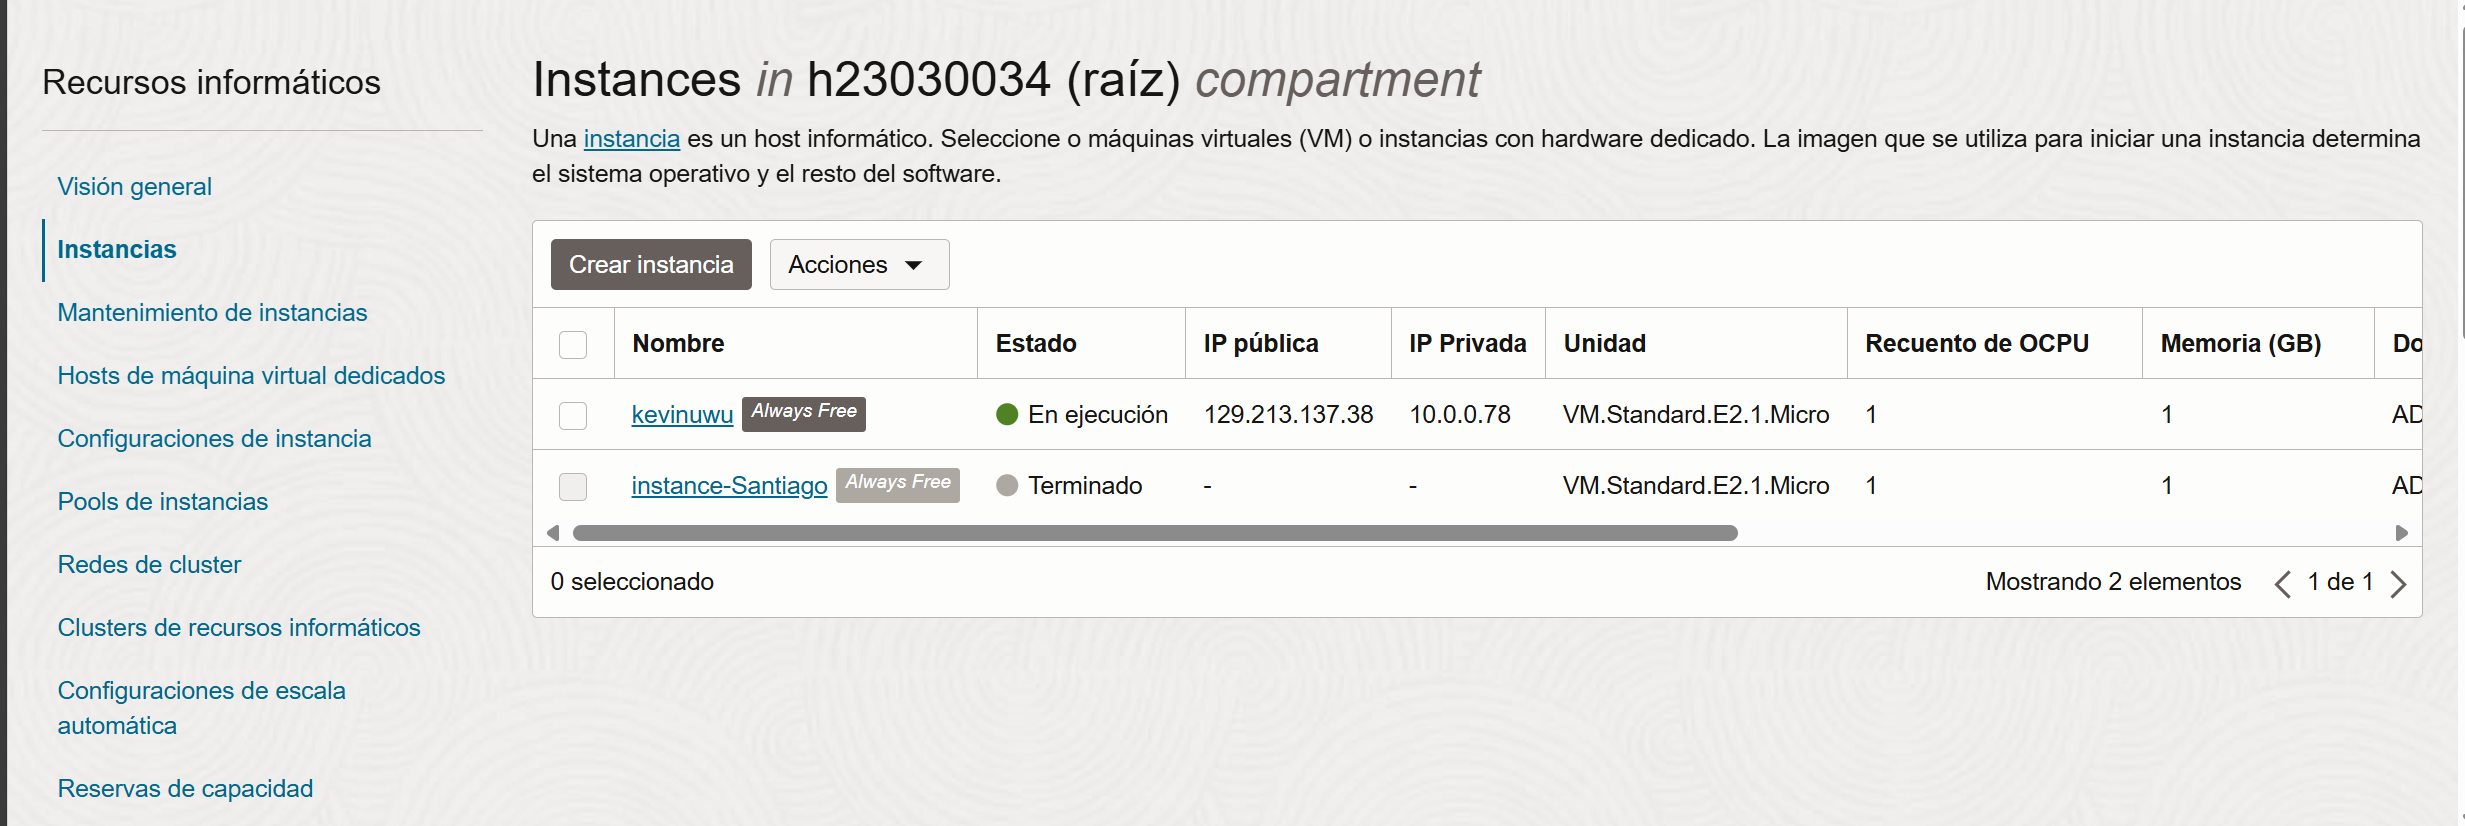 Recursos informáticos
Visión general
Instancias
Mantenimiento de instancias
Hosts de máquina virtual dedicados
Configuraciones de instancia
Pools de instancias
Redes de cluster
Clusters de recursos informáticos
Configuraciones de escala
automática
Reservas de capacidad
Instances in h23030034 (raíz) compartment
Una instancia es un host informático. Seleccione o máquinas virtuales (VM) o instancias con hardware dedicado. La imagen que se utiliza para iniciar una instancia determina
el sistema operativo y el resto del software.
Crear instancia Acciones
Nombre Estado IP pública IP Privada Unidad Recuento de OCPU Memoria (GB) Do
kevinuwu Always Free En ejecución 129.213.137.38 10.0.0.78 VM.Standard.E2.1.Micro 1 1 AD
instance-Santiago Always Free Terminado - - VM.Standard.E2.1.Micro 1 1 AD
0 seleccionado Mostrando 2 elementos 1 de 1